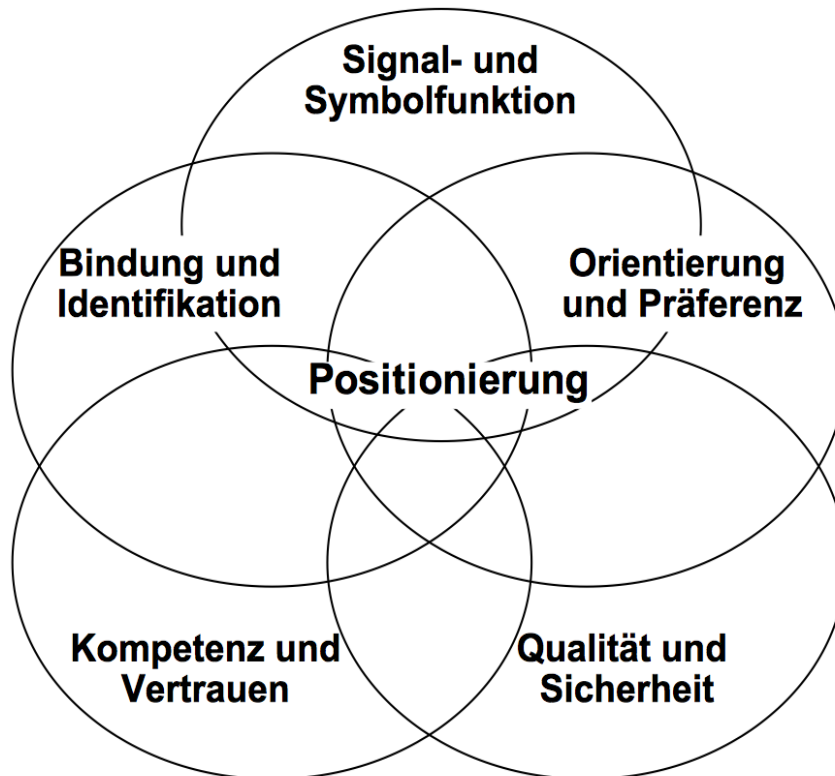 Signal- und
Symbolfunktion
Bindung und
Identifikation
Orientierung
und Präferenz
Positionierung
Kompetenz und
Vertrauen
Qualität und
Sicherheit